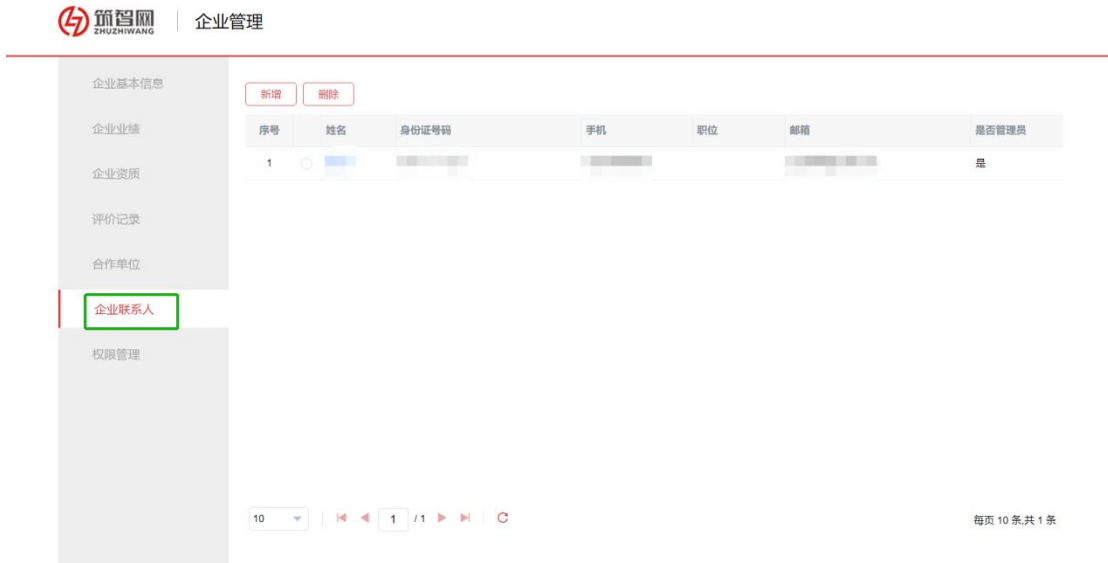 筑智网 企业管理
ZHUZHIWANG
企业基本信息
企业业绩
企业资质
评价记录
合作单位
企业联系人
权限管理
新增 删除
序号 姓名 身份证号码 手机 职位 邮箱 是否管理员
1 是
10 1 / 1 每页 10 条,共 1 条